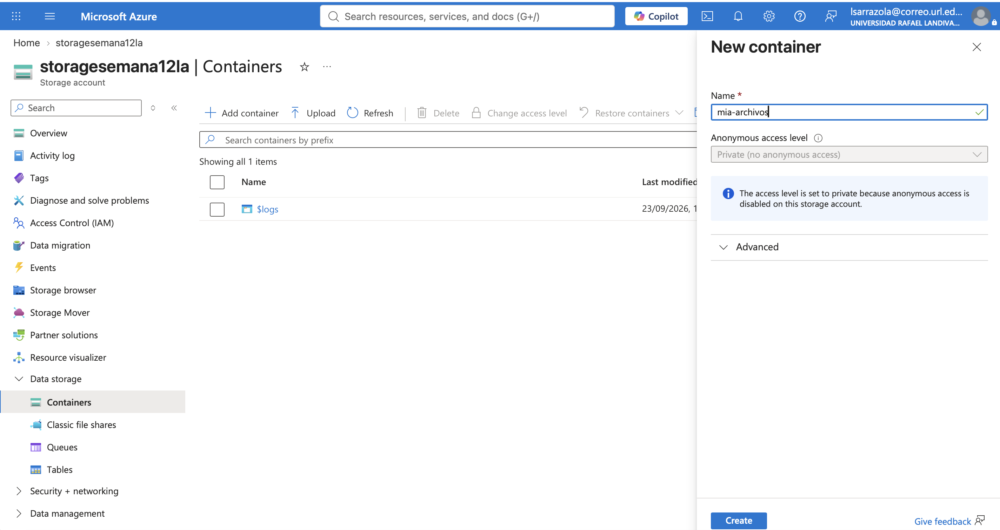 Microsoft Azure
Search resources, services, and docs (G+/)
Copilot
lsarrazola@correo.url.ed...
UNIVERSIDAD RAFAEL LANDIVA...
Home > storagesemana12la
storagesemana12la | Containers
Storage account
Search
Overview
Activity log
Tags
Diagnose and solve problems
Access Control (IAM)
Data migration
Events
Storage browser
Storage Mover
Partner solutions
Resource visualizer
Data storage
Containers
Classic file shares
Queues
Tables
Security + networking
Data management
Add container Upload Refresh Delete Change access level Restore containers
Search containers by prefix
Showing all 1 items
Name Last modified
$logs 23/09/2026, 1
New container
Name *
mia-archivos
Anonymous access level
Private (no anonymous access)
The access level is set to private because anonymous access is
disabled on this storage account.
Advanced
Create
Give feedback